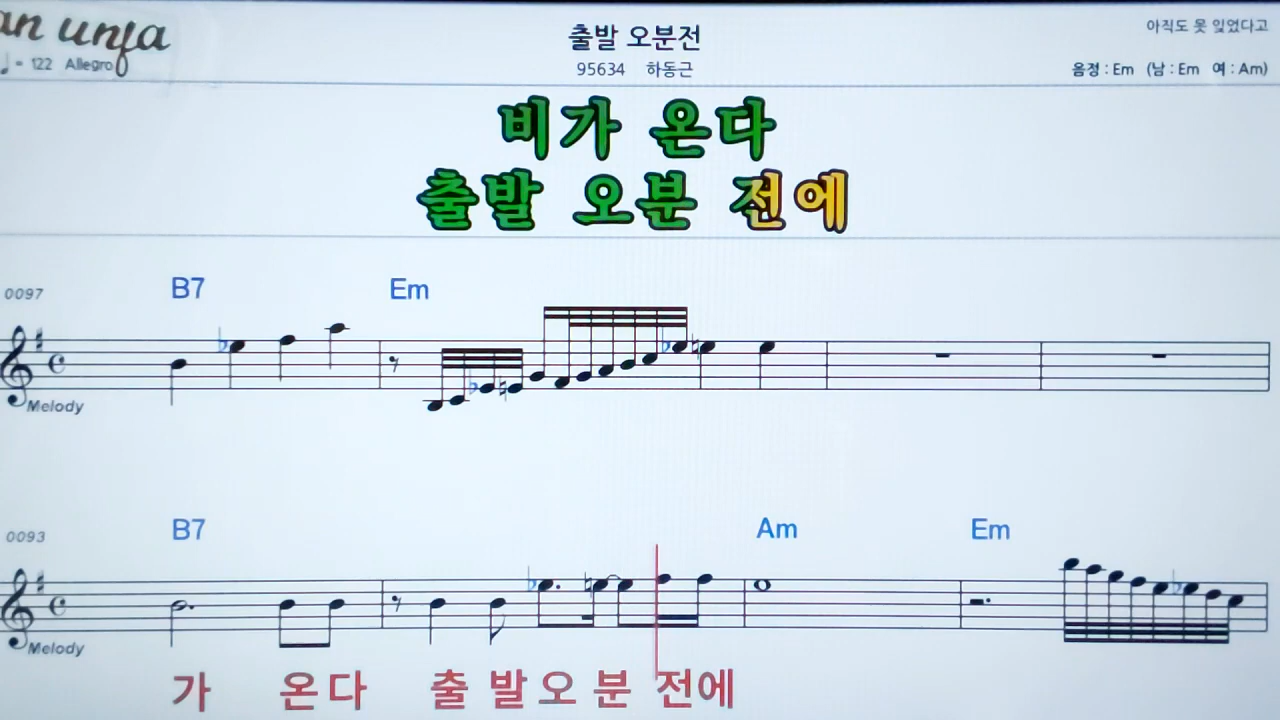 an unfa
♩ = 122 Allegro
출발 오분전
95634 하동근
아직도 못 잊었다고
음정 : Em (남 : Em 여 : Am)
비가 온다
출발 오분 전에
0097
B7 Em
Melody
0093
B7 Am Em
Melody
가 온다 출 발 오 분 전에